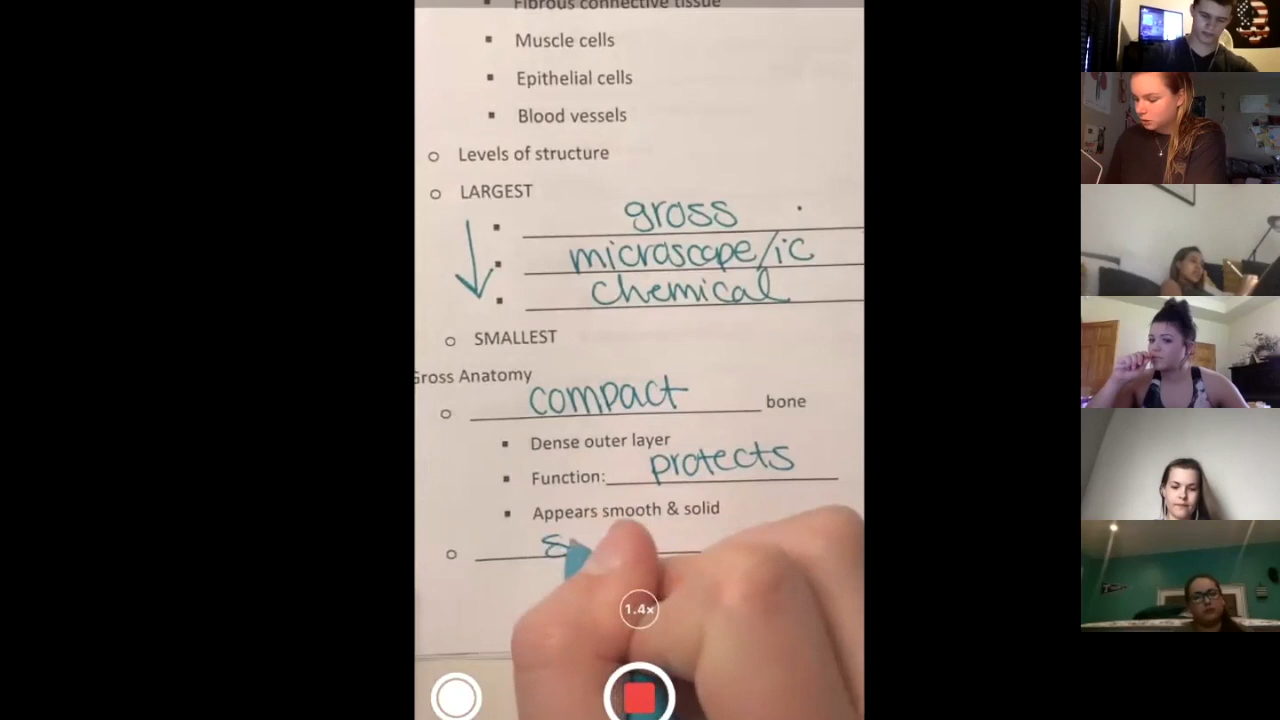 Fibrous connective tissue
Muscle cells
Epithelial cells
Blood vessels
Levels of structure
LARGEST
gross
microscope/ic
chemical
SMALLEST
Gross Anatomy
compact bone
Dense outer layer
Function: protects
Appears smooth & solid
s
1.4x